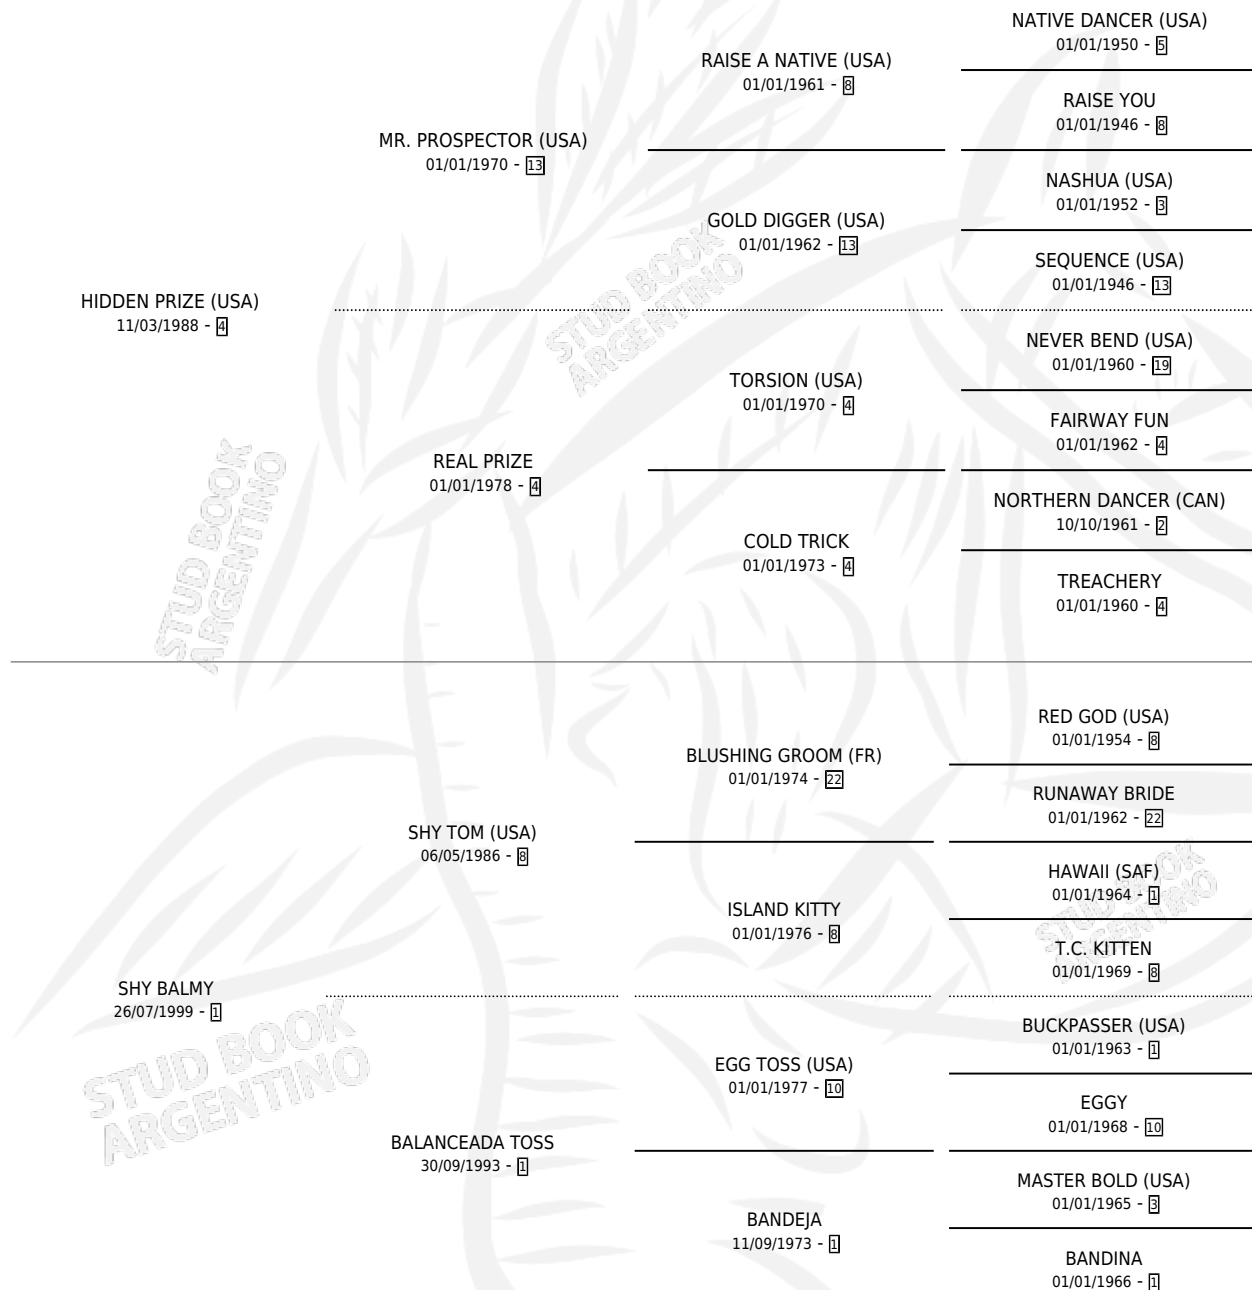 NATIVE DANCER (USA)
01/01/1950 - 5
RAISE A NATIVE (USA)
01/01/1961 - 8
RAISE YOU
01/01/1946 - 8
MR. PROSPECTOR (USA)
01/01/1970 - 13
NASHUA (USA)
01/01/1952 - 3
GOLD DIGGER (USA)
01/01/1962 - 13
SEQUENCE (USA)
01/01/1946 - 13
HIDDEN PRIZE (USA)
11/03/1988 - 4
STUD BOOK
ARGENTINO
NEVER BEND (USA)
01/01/1960 - 19
TORSION (USA)
01/01/1970 - 4
FAIRWAY FUN
01/01/1962 - 4
REAL PRIZE
01/01/1978 - 4
NORTHERN DANCER (CAN)
10/10/1961 - 2
COLD TRICK
01/01/1973 - 4
TREACHERY
01/01/1960 - 4
STUD BOOK
ARGENTINO
RED GOD (USA)
01/01/1954 - 8
BLUSHING GROOM (FR)
01/01/1974 - 22
RUNAWAY BRIDE
01/01/1962 - 22
SHY TOM (USA)
06/05/1986 - 8
HAWAII (SAF)
01/01/1964 - 1
ISLAND KITTY
01/01/1976 - 8
T.C. KITTEN
01/01/1969 - 8
STUD BOOK
ARGENTINO
SHY BALMY
26/07/1999 - 1
BUCKPASSER (USA)
01/01/1963 - 1
EGG TOSS (USA)
01/01/1977 - 10
EGGY
01/01/1968 - 10
STUD BOOK
ARGENTINO
BALANCEADA TOSS
30/09/1993 - 1
MASTER BOLD (USA)
01/01/1965 - 3
BANDEJA
11/09/1973 - 1
BANDINA
01/01/1966 - 1